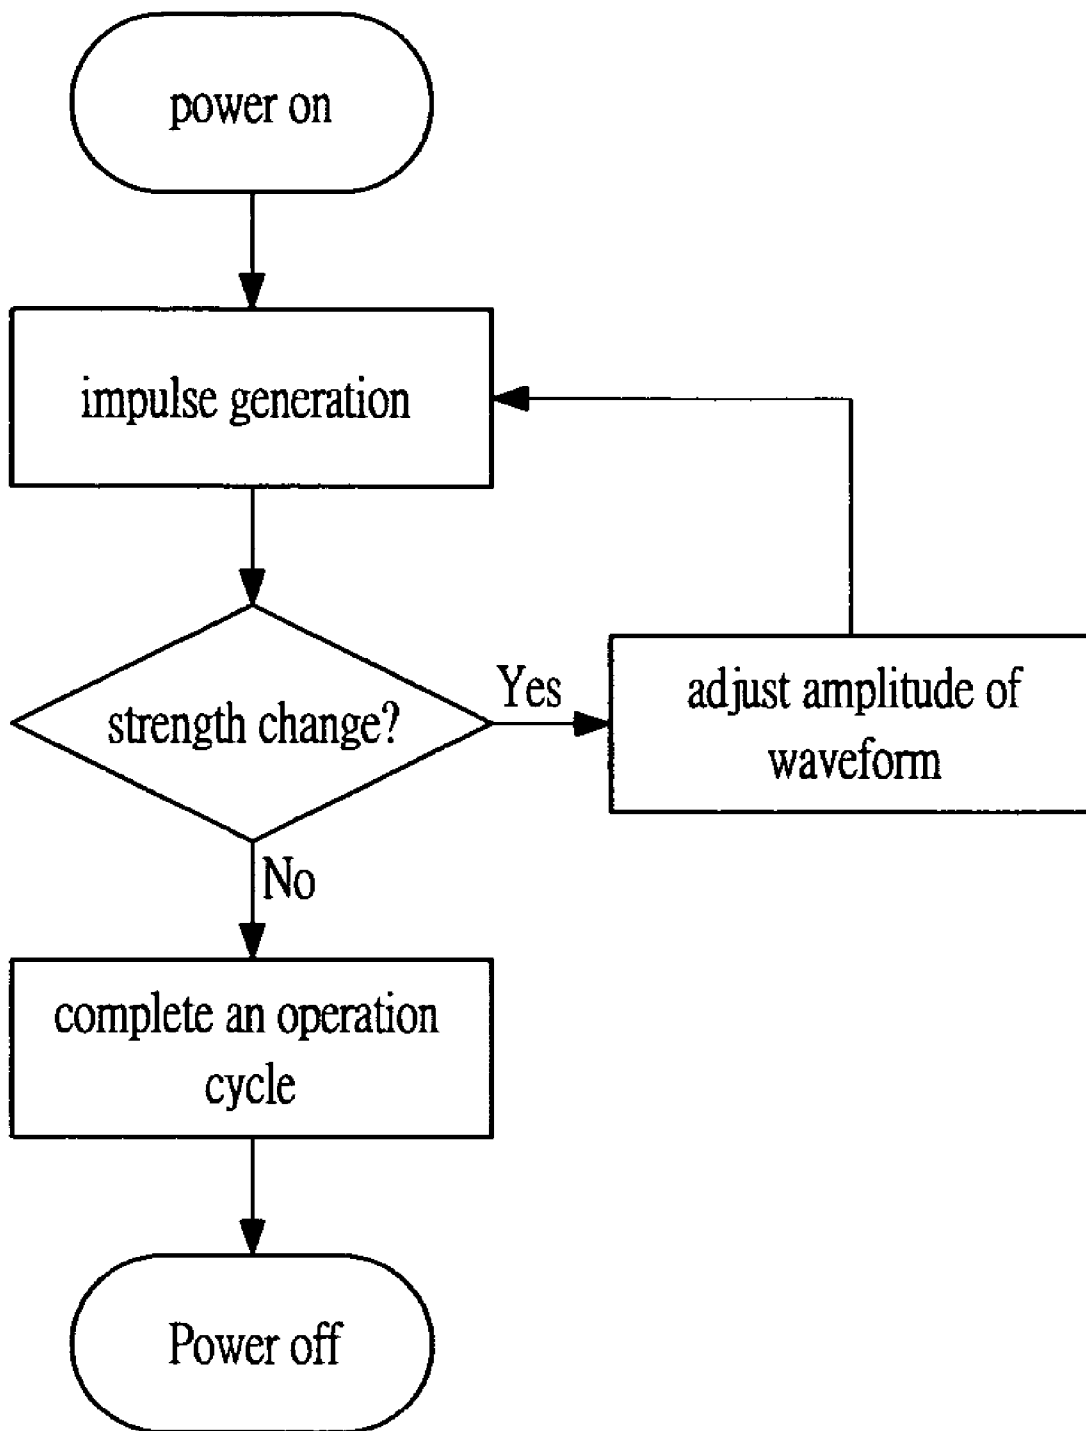 power on
impulse generation
strength change?
Yes
adjust amplitude of
waveform
No
complete an operation
cycle
Power off